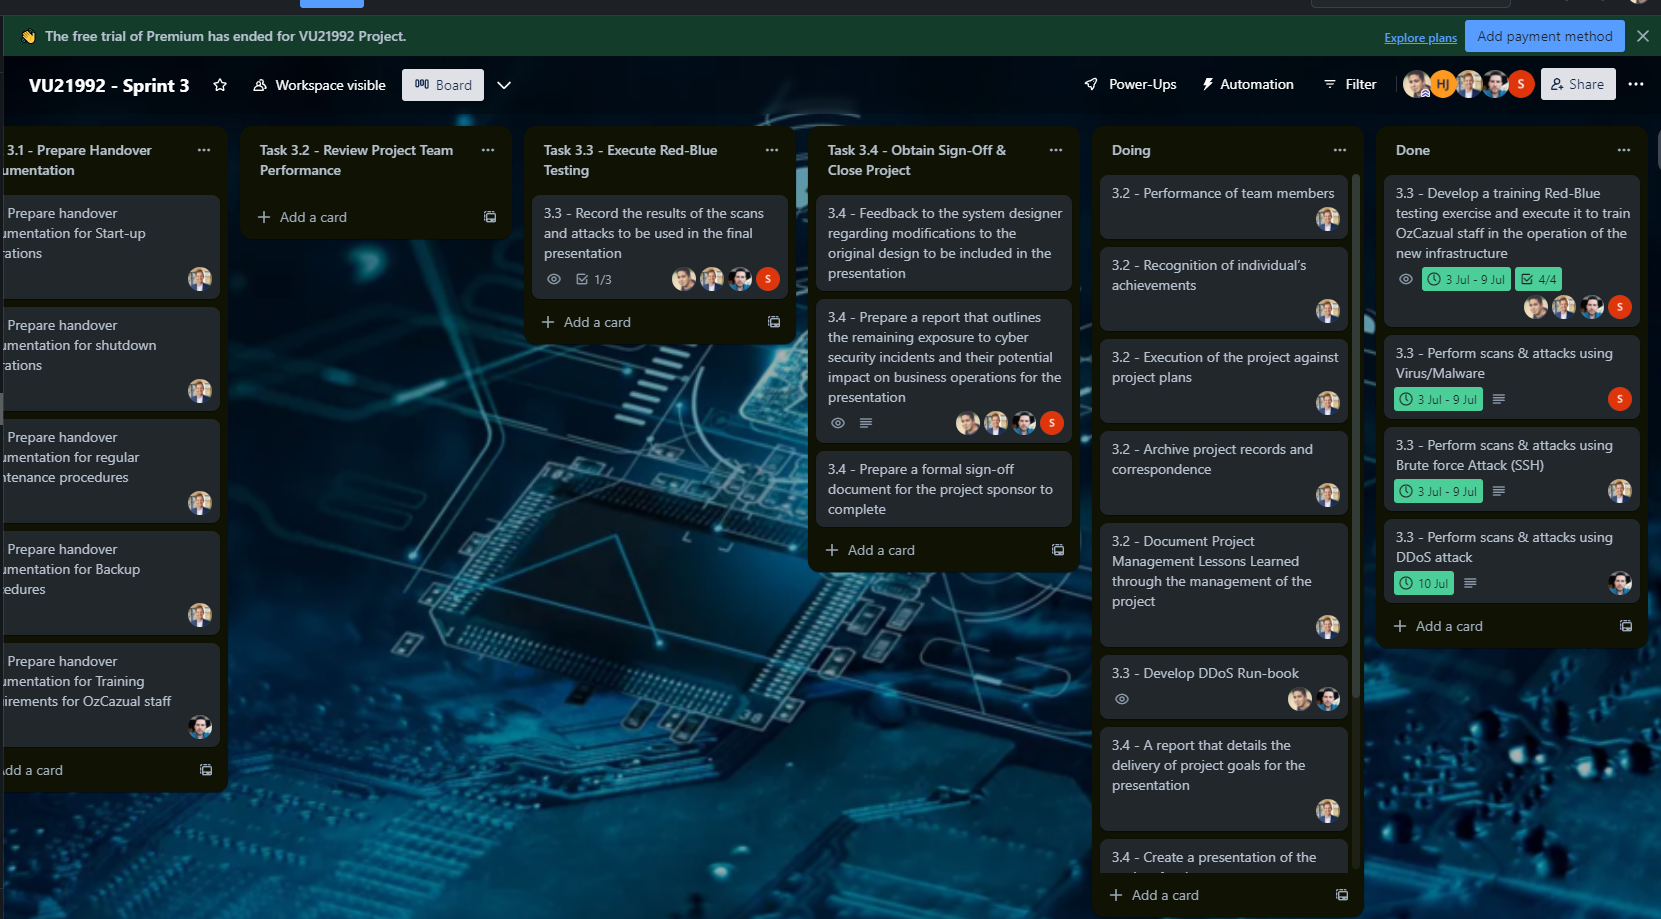 The free trial of Premium has ended for VU21992 Project.
Explore plans
Add payment method
VU21992 - Sprint 3
Workspace visible
Board
Power-Ups
Automation
Filter
HJ
S
Share
3.1 - Prepare Handover
umentation
Prepare handover
umentation for Start-up
rations
Prepare handover
umentation for shutdown
rations
Prepare handover
umentation for regular
ntenance procedures
Prepare handover
umentation for Backup
edures
Prepare handover
umentation for Training
irements for OzCazual staff
Add a card
Task 3.2 - Review Project Team
Performance
Add a card
Task 3.3 - Execute Red-Blue
Testing
3.3 - Record the results of the scans
and attacks to be used in the final
presentation
1/3
S
Add a card
Task 3.4 - Obtain Sign-Off &
Close Project
3.4 - Feedback to the system designer
regarding modifications to the
original design to be included in the
presentation
3.4 - Prepare a report that outlines
the remaining exposure to cyber
security incidents and their potential
impact on business operations for the
presentation
S
3.4 - Prepare a formal sign-off
document for the project sponsor to
complete
Add a card
Doing
3.2 - Performance of team members
3.2 - Recognition of individual's
achievements
3.2 - Execution of the project against
project plans
3.2 - Archive project records and
correspondence
3.2 - Document Project
Management Lessons Learned
through the management of the
project
3.3 - Develop DDoS Run-book
3.4 - A report that details the
delivery of project goals for the
presentation
3.4 - Create a presentation of the
Add a card
Done
3.3 - Develop a training Red-Blue
testing exercise and execute it to train
OzCazual staff in the operation of the
new infrastructure
3 Jul - 9 Jul
4/4
S
3.3 - Perform scans & attacks using
Virus/Malware
3 Jul - 9 Jul
S
3.3 - Perform scans & attacks using
Brute force Attack (SSH)
3 Jul - 9 Jul
3.3 - Perform scans & attacks using
DDoS attack
10 Jul
Add a card